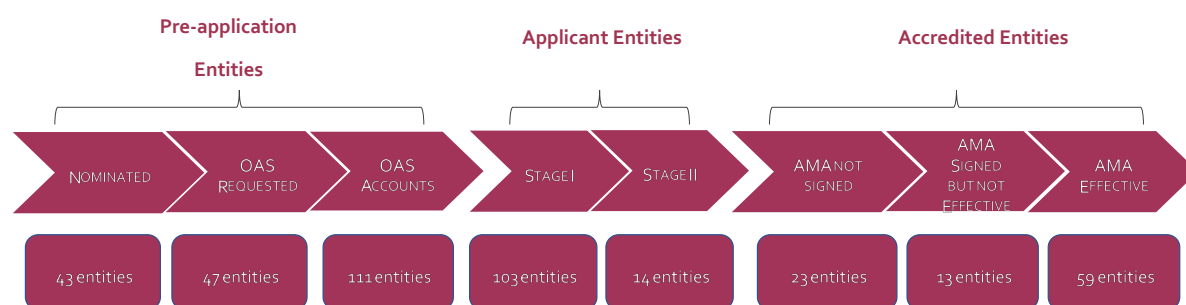 Pre-application
Entities
Applicant Entities
Accredited Entities
NOMINATED
OAS
REQUESTED
OAS
ACCOUNTS
STAGE I
STAGE II
AMA NOT
SIGNED
AMA
SIGNED
BUT NOT
EFFECTIVE
AMA
EFFECTIVE
43 entities
47 entities
111 entities
103 entities
14 entities
23 entities
13 entities
59 entities